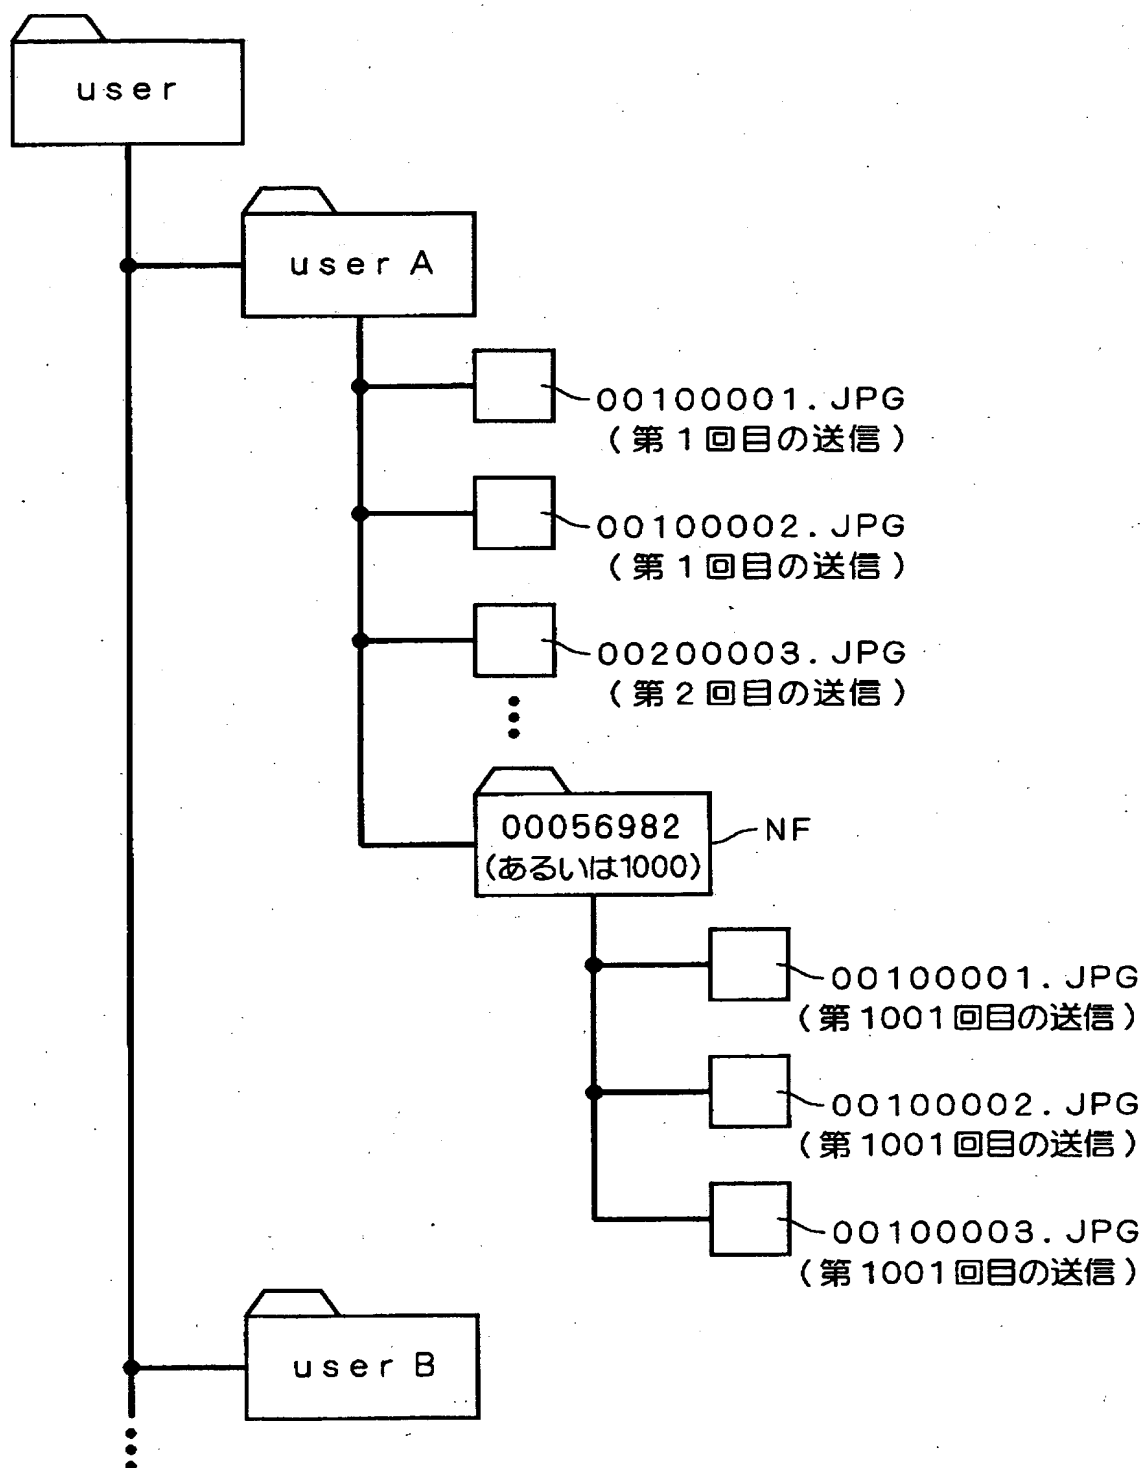 user
user A
00100001.JPG
(第1回目の送信)
00100002.JPG
(第1回目の送信)
00200003.JPG
(第2回目の送信)
00056982
(あるいは1000)
NF
00100001.JPG
(第1001回目の送信)
00100002.JPG
(第1001回目の送信)
00100003.JPG
(第1001回目の送信)
user B